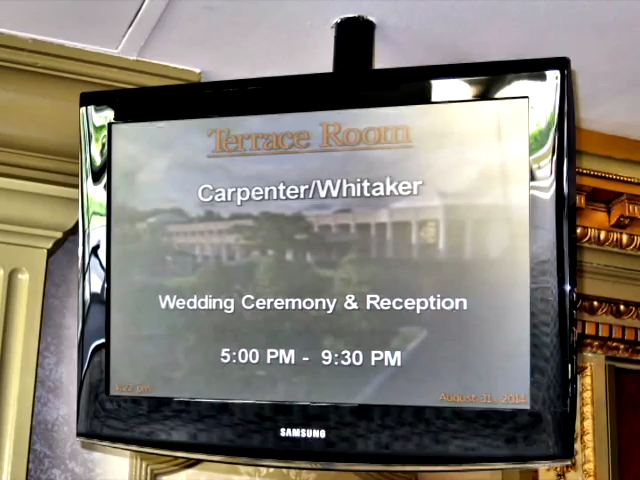 Terrace Room
Carpenter/Whitaker
Wedding Ceremony & Reception
5:00 PM - 9:30 PM
August 31, 2014
SAMSUNG